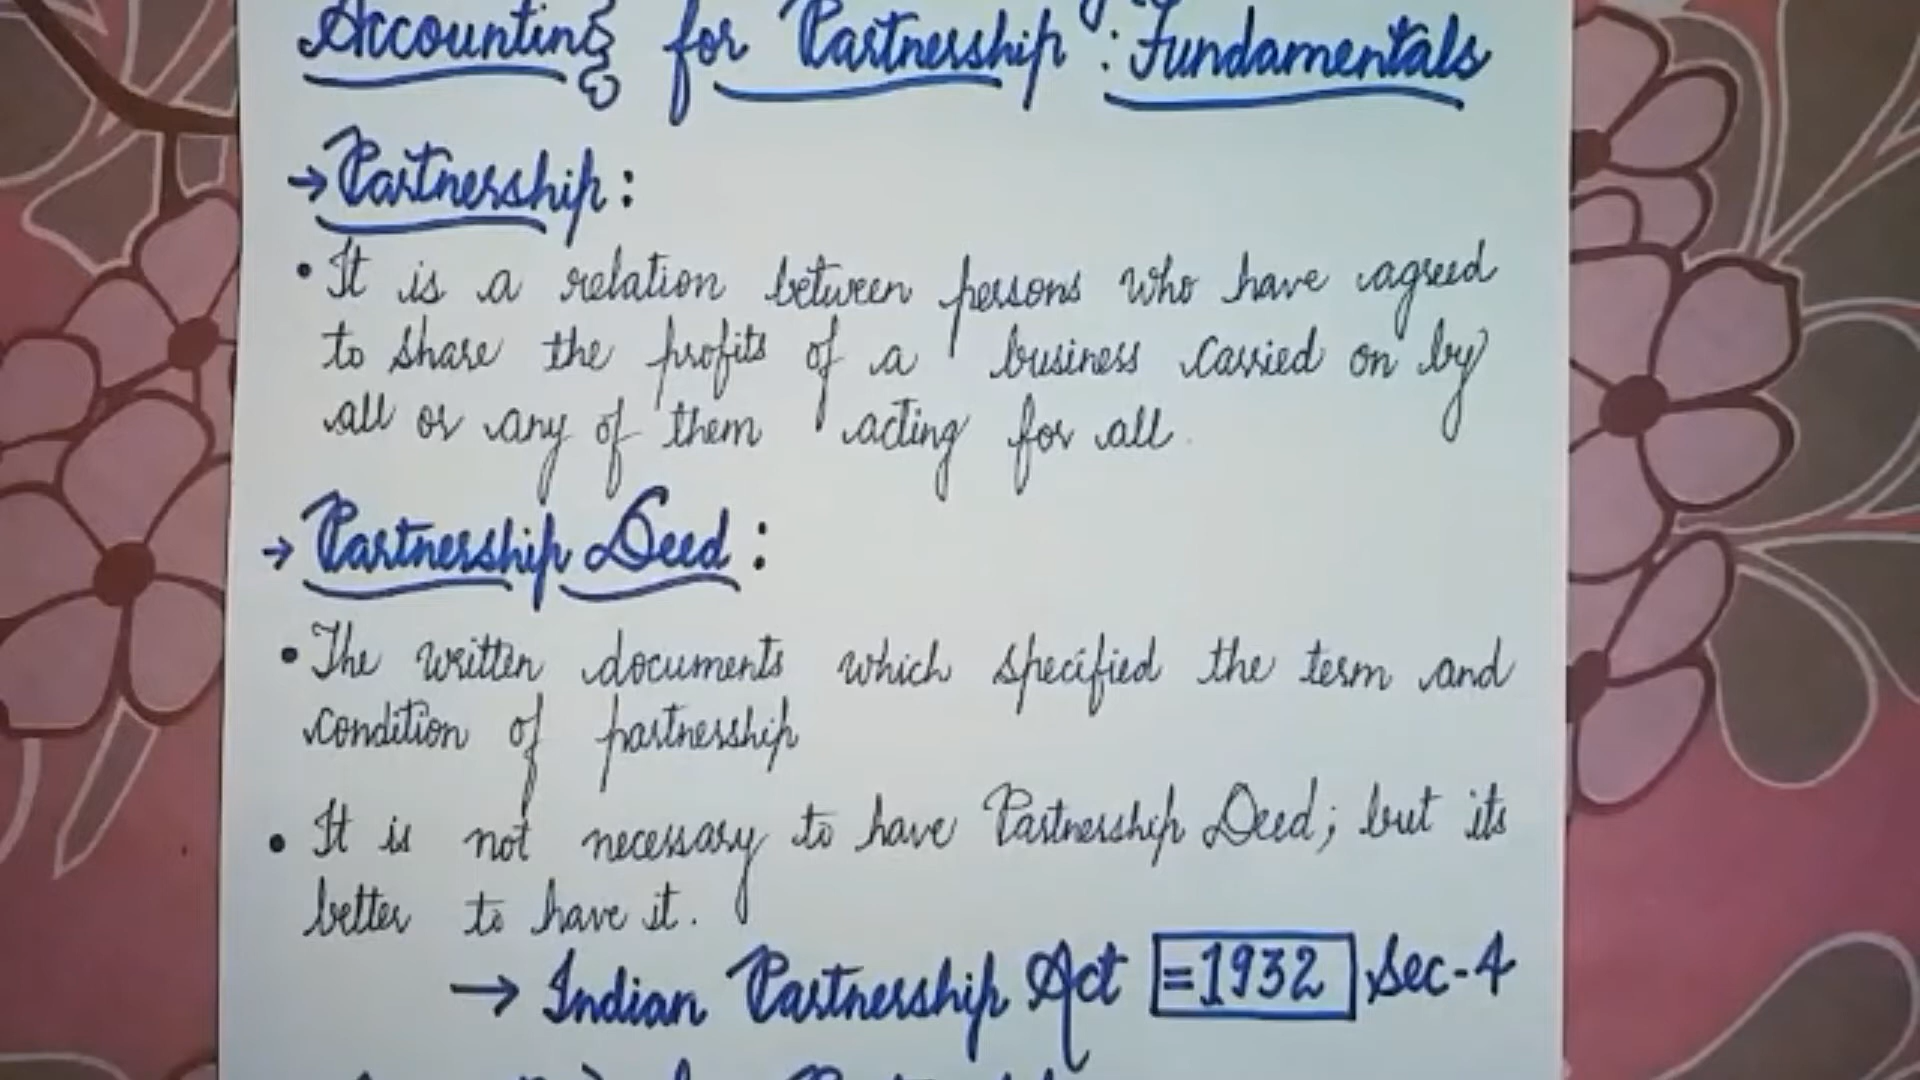 Accounting for Partnership : Fundamentals
→ Partnership :
• It is a relation between persons who have agreed
to share the profits of a business carried on by
all or any of them acting for all.
→ Partnership Deed :
• The written documents which specified the term and
condition of partnership
• It is not necessary to have Partnership Deed; but its
better to have it.
→ Indian Partnership Act =1932 Sec-4